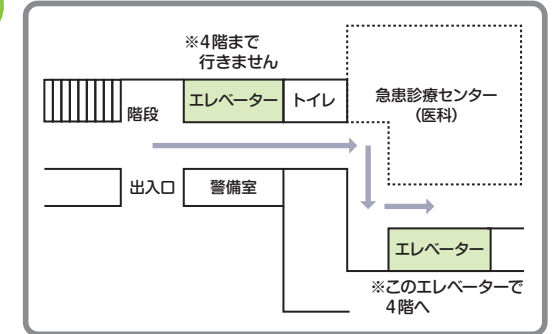 ※4階まで
行きません
階段
エレベーター
トイレ
急患診療センター
(医科)
出入口
警備室
エレベーター
※このエレベーターで
4階へ